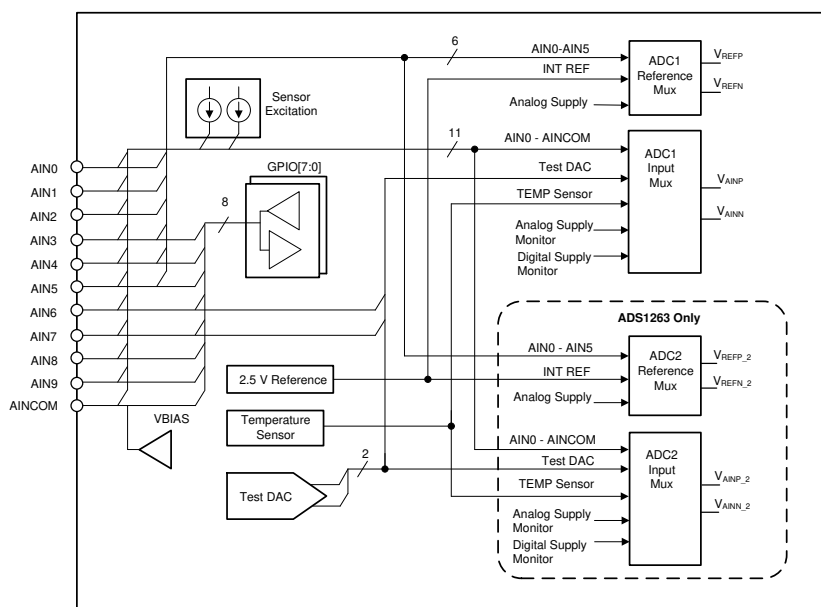 6
AIN0-AIN5
INT REF
Analog Supply
ADC1
Reference
Mux
VREFP
VREFN
Sensor
Excitation
11
AIN0 - AINCOM
Test DAC
TEMP Sensor
Analog Supply
Monitor
Digital Supply
Monitor
ADC1
Input
Mux
VAINP
VAINN
GPIO[7:0]
8
AIN0
AIN1
AIN2
AIN3
AIN4
AIN5
AIN6
AIN7
AIN8
AIN9
AINCOM
VBIAS
2.5 V Reference
Temperature
Sensor
Test DAC
2
ADS1263 Only
AIN0 - AIN5
INT REF
Analog Supply
ADC2
Reference
Mux
VREFP_2
VREFN_2
AIN0 - AINCOM
Test DAC
TEMP Sensor
Analog Supply
Monitor
Digital Supply
Monitor
ADC2
Input
Mux
VAINP_2
VAINN_2